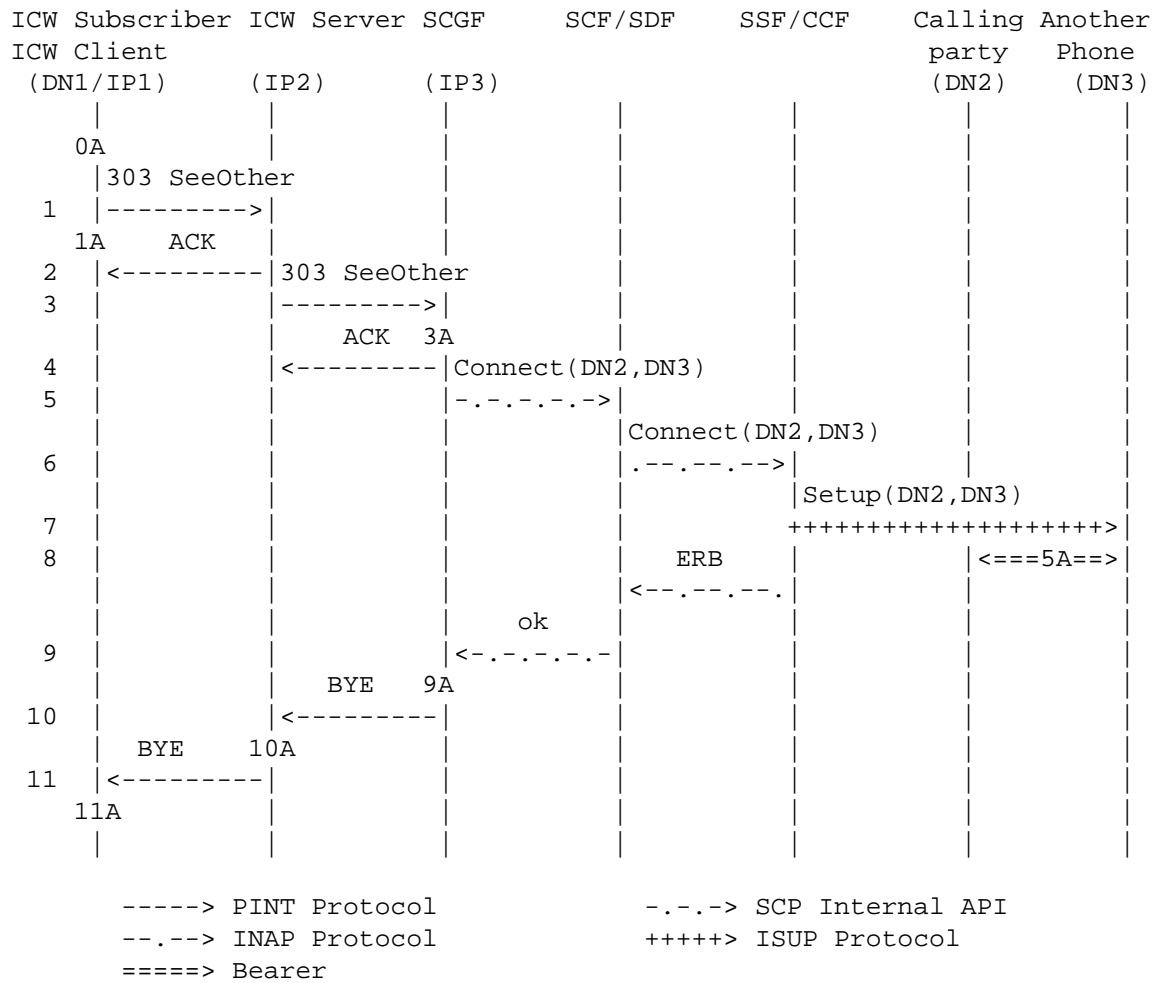 ICW Subscriber ICW Server SCGF SCF/SDF SSF/CCF Calling Another
ICW Client party Phone
(DN1/IP1) (IP2) (IP3) (DN2) (DN3)
0A
303 SeeOther
1
1A ACK
2 303 SeeOther
3
ACK 3A
4 Connect(DN2,DN3)
5
Connect(DN2,DN3)
6
Setup(DN2,DN3)
7
8 ERB 5A
ok
9
BYE 9A
10
BYE 10A
11
11A
-----> PINT Protocol -.-.-> SCP Internal API
--.--> INAP Protocol +++++> ISUP Protocol
=====> Bearer